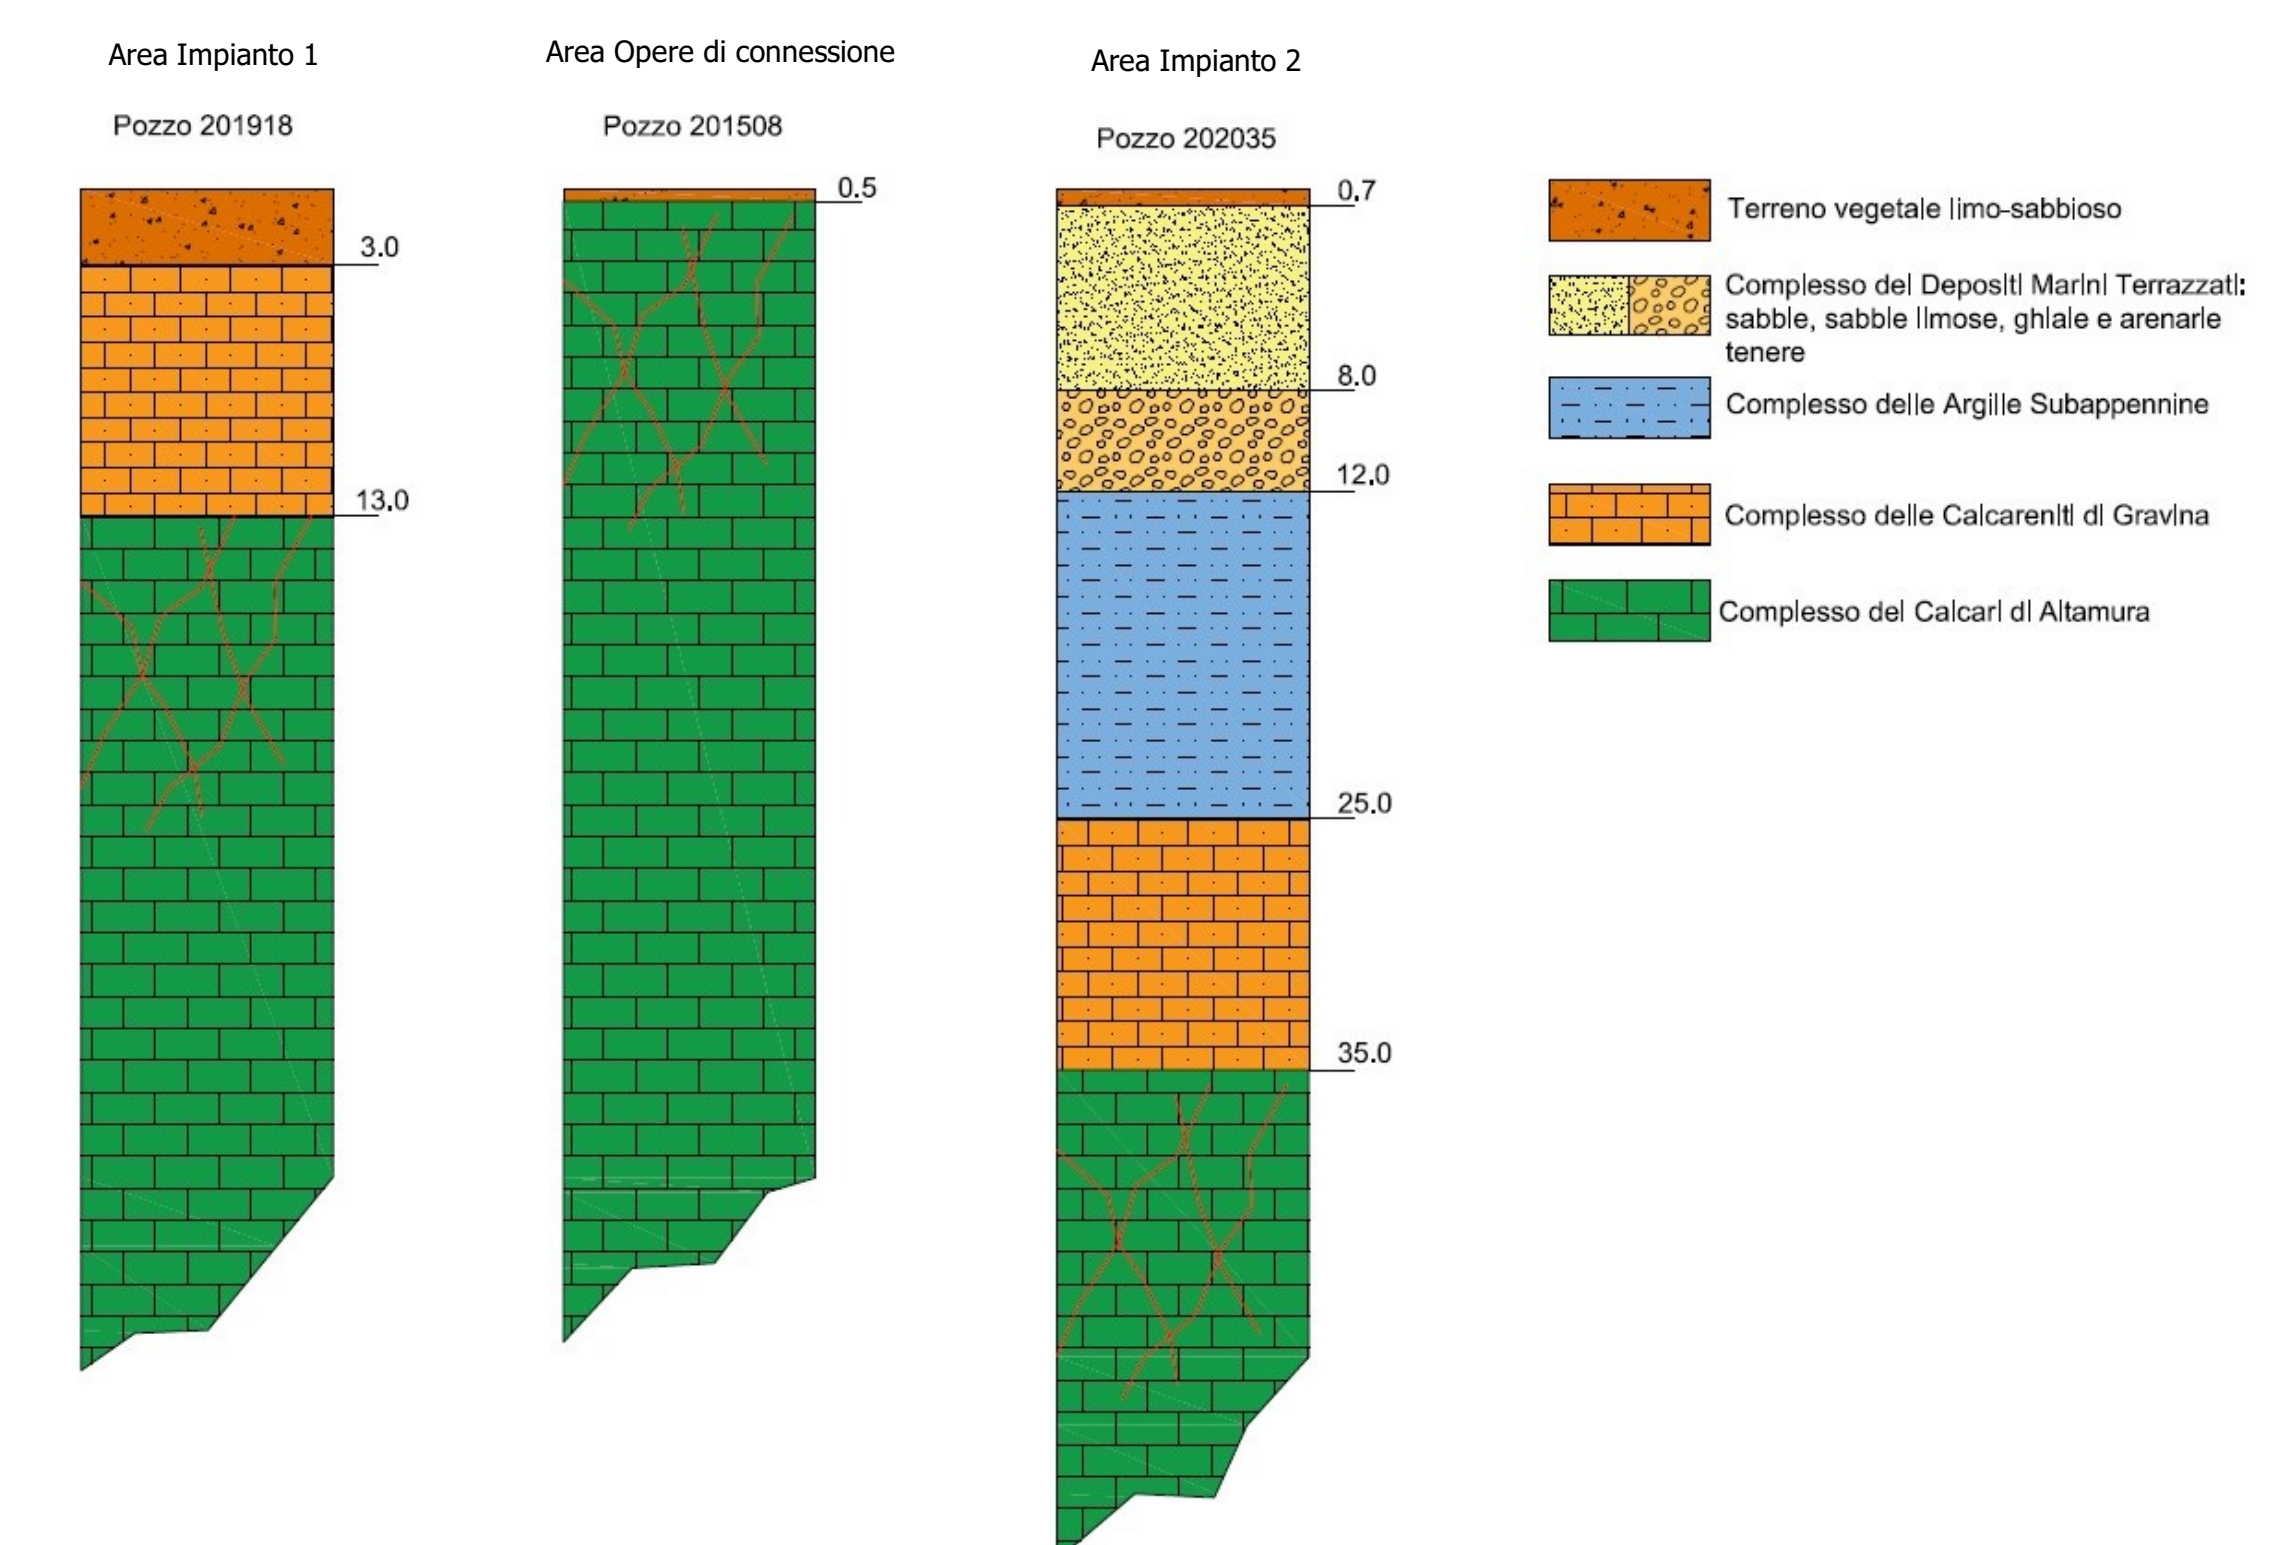 Area Impianto 1
Area Opere di connessione
Area Impianto 2
Pozzo 201918
Pozzo 201508
Pozzo 202035
3.0
13.0
0.5
0.7
8.0
12.0
25.0
35.0
Terreno vegetale limo-sabbioso
Complesso dei Depositi Marini Terrazzati:
sabbie, sabbie limose, ghiaie e arenarie
tenere
Complesso delle Argille Subappennine
Complesso delle Calcareniti di Gravina
Complesso dei Calcari di Altamura